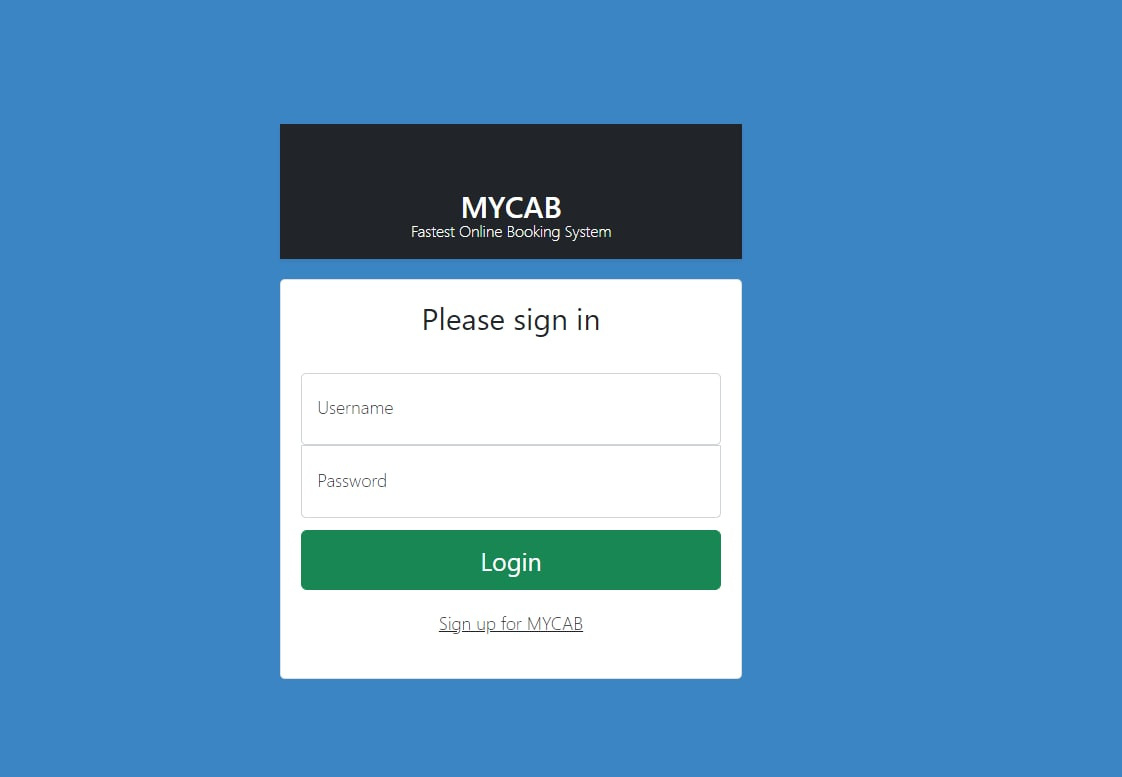 MYCAB
Fastest Online Booking System
Please sign in
Username
Password
Login
Sign up for MYCAB